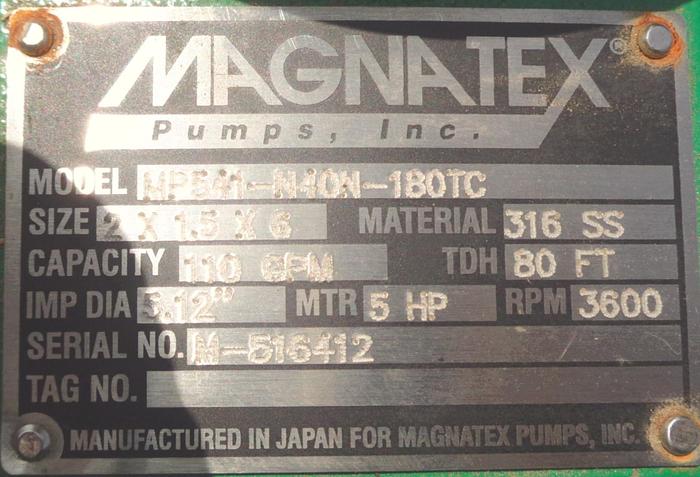 MAGNATEX®
Pumps, Inc.
MODEL MP541-N40N-180TC
SIZE 2 X 1.5 X 6 MATERIAL 316 SS
CAPACITY 110 GPM TDH 80 FT
IMP DIA 5.12" MTR 5 HP RPM 3600
SERIAL NO. M-516412
TAG NO.
MANUFACTURED IN JAPAN FOR MAGNATEX PUMPS, INC.